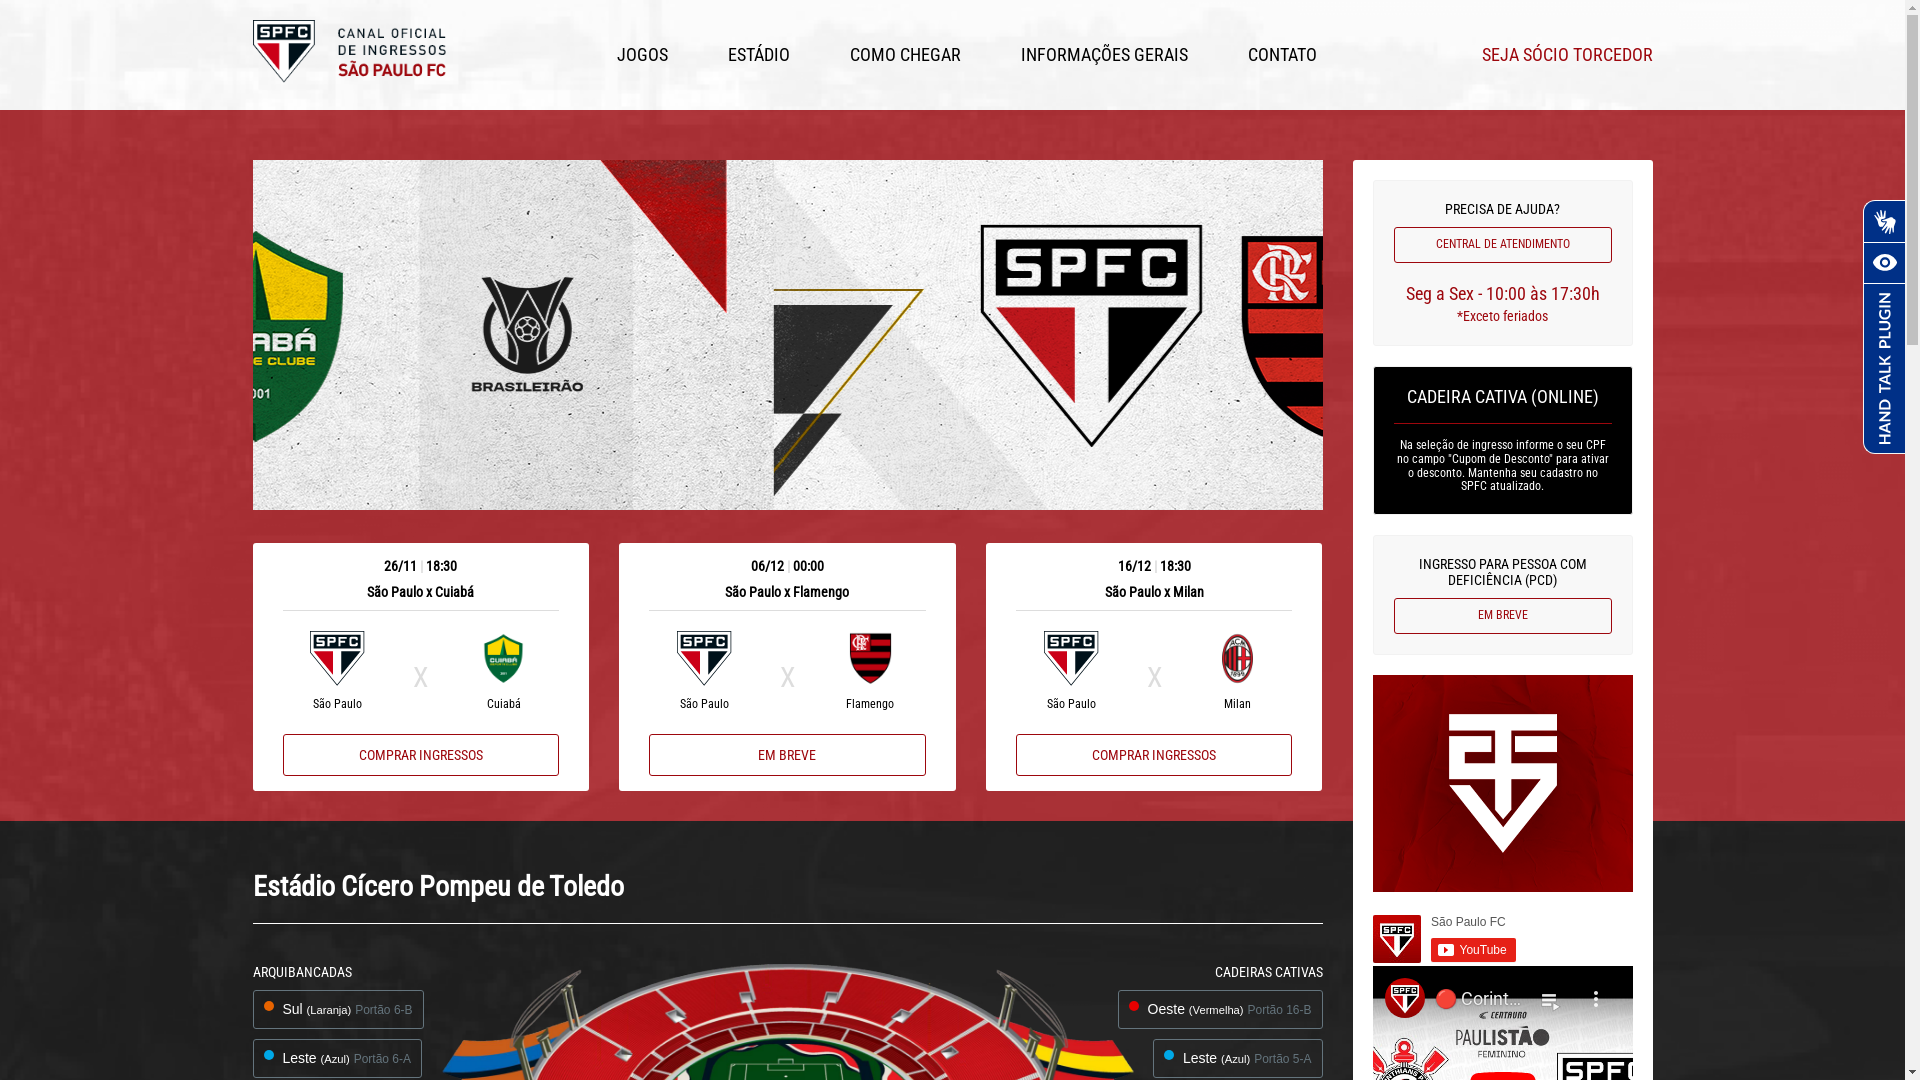 SPFC
CANAL OFICIAL
DE INGRESSOS
SÃO PAULO FC
JOGOS
ESTÁDIO
COMO CHEGAR
INFORMAÇÕES GERAIS
CONTATO
SEJA SÓCIO TORCEDOR
ABÁ
E CLUBE
001
BRASILEIRÃO
SPFC
CRF
PRECISA DE AJUDA?
CENTRAL DE ATENDIMENTO
Seg a Sex - 10:00 às 17:30h
*Exceto feriados
CADEIRA CATIVA (ONLINE)
Na seleção de ingresso informe o seu CPF
no campo "Cupom de Desconto" para ativar
o desconto. Mantenha seu cadastro no
SPFC atualizado.
INGRESSO PARA PESSOA COM
DEFICIÊNCIA (PCD)
EM BREVE
HAND TALK PLUGIN
26/11 | 18:30
São Paulo x Cuiabá
SPFC
X
CUIABÁ
São Paulo
Cuiabá
COMPRAR INGRESSOS
06/12 | 00:00
São Paulo x Flamengo
SPFC
X
São Paulo
Flamengo
EM BREVE
16/12 | 18:30
São Paulo x Milan
SPFC
X
ACM
1899
São Paulo
Milan
COMPRAR INGRESSOS
Estádio Cícero Pompeu de Toledo
ARQUIBANCADAS
Sul (Laranja) Portão 6-B
Leste (Azul) Portão 6-A
CADEIRAS CATIVAS
Oeste (Vermelha) Portão 16-B
Leste (Azul) Portão 5-A
SPFC
São Paulo FC
YouTube
SPFC
Corint...
CENTAURO
PAULISTÃO
FEMININO
SPFC